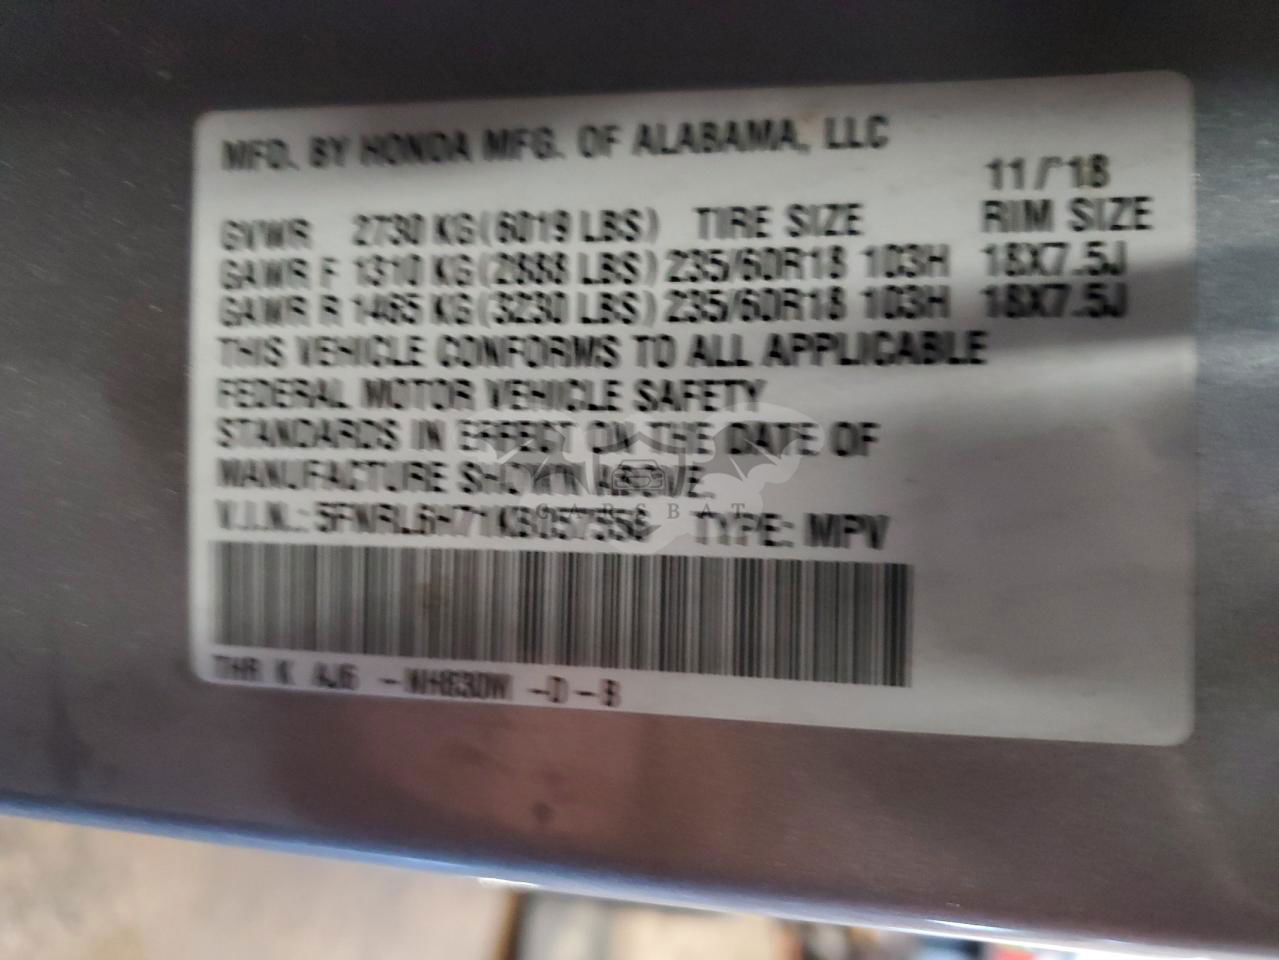 MFD. BY HONDA MFG. OF ALABAMA, LLC
11/18
GVWR 2730 KG (6019 LBS) TIRE SIZE RIM SIZE
GAWR F 1310 KG (2888 LBS) 235/60R18 103H 18X7.5J
GAWR R 1465 KG (3230 LBS) 235/60R18 103H 18X7.5J
THIS VEHICLE CONFORMS TO ALL APPLICABLE
FEDERAL MOTOR VEHICLE SAFETY
STANDARDS IN EFFECT ON THE DATE OF
MANUFACTURE SHOWN ABOVE.
CARSBAT
V.I.N.: TYPE: MPV
THR K AJ6 -D-B